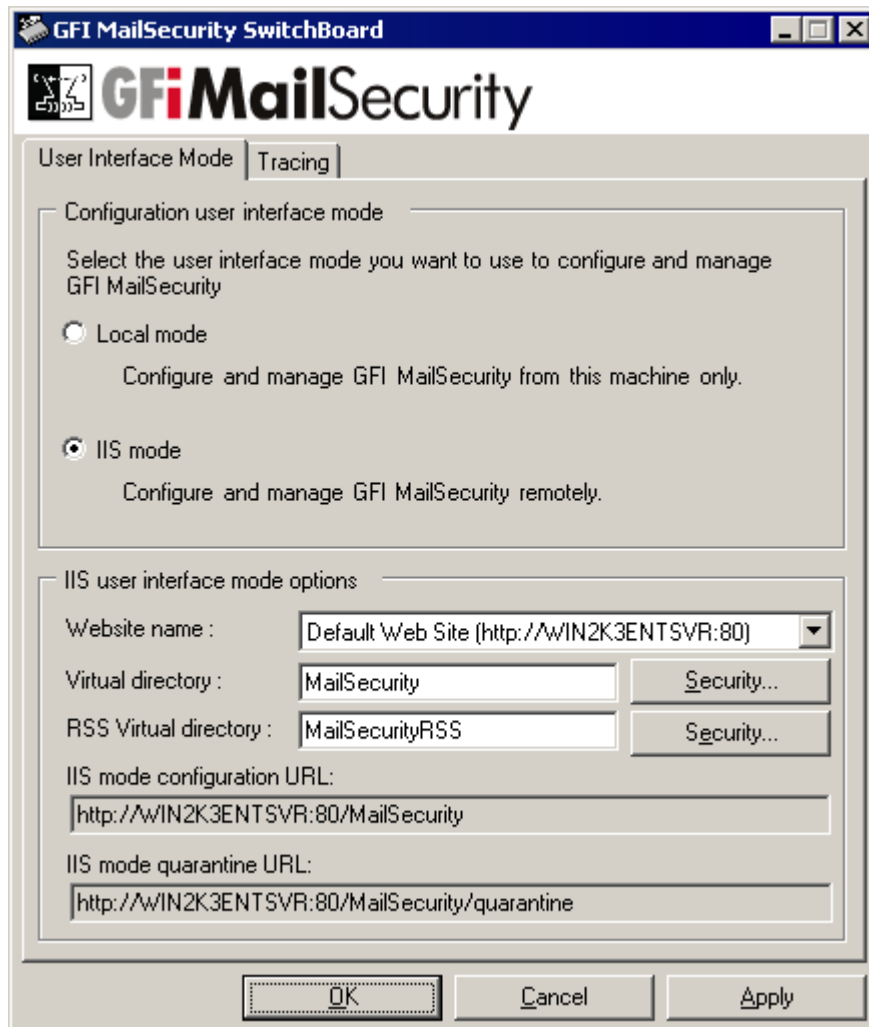 GFI MailSecurity SwitchBoard
GFiMailSecurity
User Interface Mode
Tracing
Configuration user interface mode
Select the user interface mode you want to use to configure and manage
GFI MailSecurity
Local mode
Configure and manage GFI MailSecurity from this machine only.
IIS mode
Configure and manage GFI MailSecurity remotely.
IIS user interface mode options
Website name :
Default Web Site (http://WIN2K3ENTSVR:80)
Virtual directory :
MailSecurity
Security...
RSS Virtual directory :
MailSecurityRSS
Security...
IIS mode configuration URL:
http://WIN2K3ENTSVR:80/MailSecurity
IIS mode quarantine URL:
http://WIN2K3ENTSVR:80/MailSecurity/quarantine
OK
Cancel
Apply